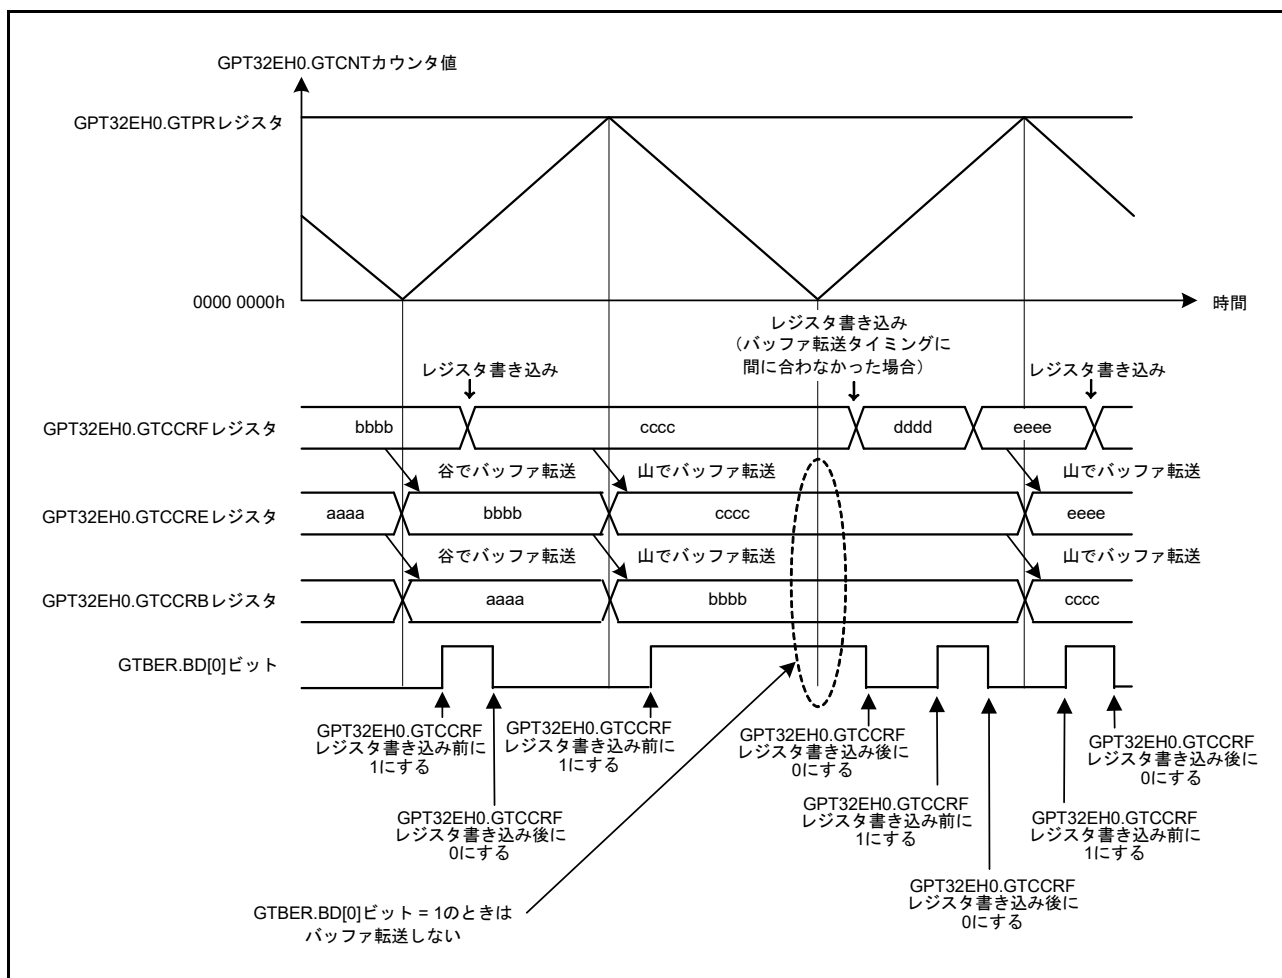 GPT32EH0.GTCNTカウンタ値
GPT32EH0.GTPRレジスタ
0000 0000h
時間
レジスタ書き込み
レジスタ書き込み
（バッファ転送タイミングに
間に合わなかった場合）
レジスタ書き込み
GPT32EH0.GTCCRFレジスタ
bbbb
cccc
dddd
eeee
谷でバッファ転送
山でバッファ転送
山でバッファ転送
GPT32EH0.GTCCREレジスタ
aaaa
bbbb
cccc
eeee
谷でバッファ転送
山でバッファ転送
山でバッファ転送
GPT32EH0.GTCCRBレジスタ
aaaa
bbbb
cccc
GTBER.BD[0]ビット
GPT32EH0.GTCCRF
レジスタ書き込み前に
1にする
GPT32EH0.GTCCRF
レジスタ書き込み後に
0にする
GPT32EH0.GTCCRF
レジスタ書き込み前に
1にする
GPT32EH0.GTCCRF
レジスタ書き込み後に
0にする
GPT32EH0.GTCCRF
レジスタ書き込み前に
1にする
GPT32EH0.GTCCRF
レジスタ書き込み後に
0にする
GPT32EH0.GTCCRF
レジスタ書き込み前に
1にする
GPT32EH0.GTCCRF
レジスタ書き込み後に
0にする
GTBER.BD[0]ビット = 1のときは
バッファ転送しない